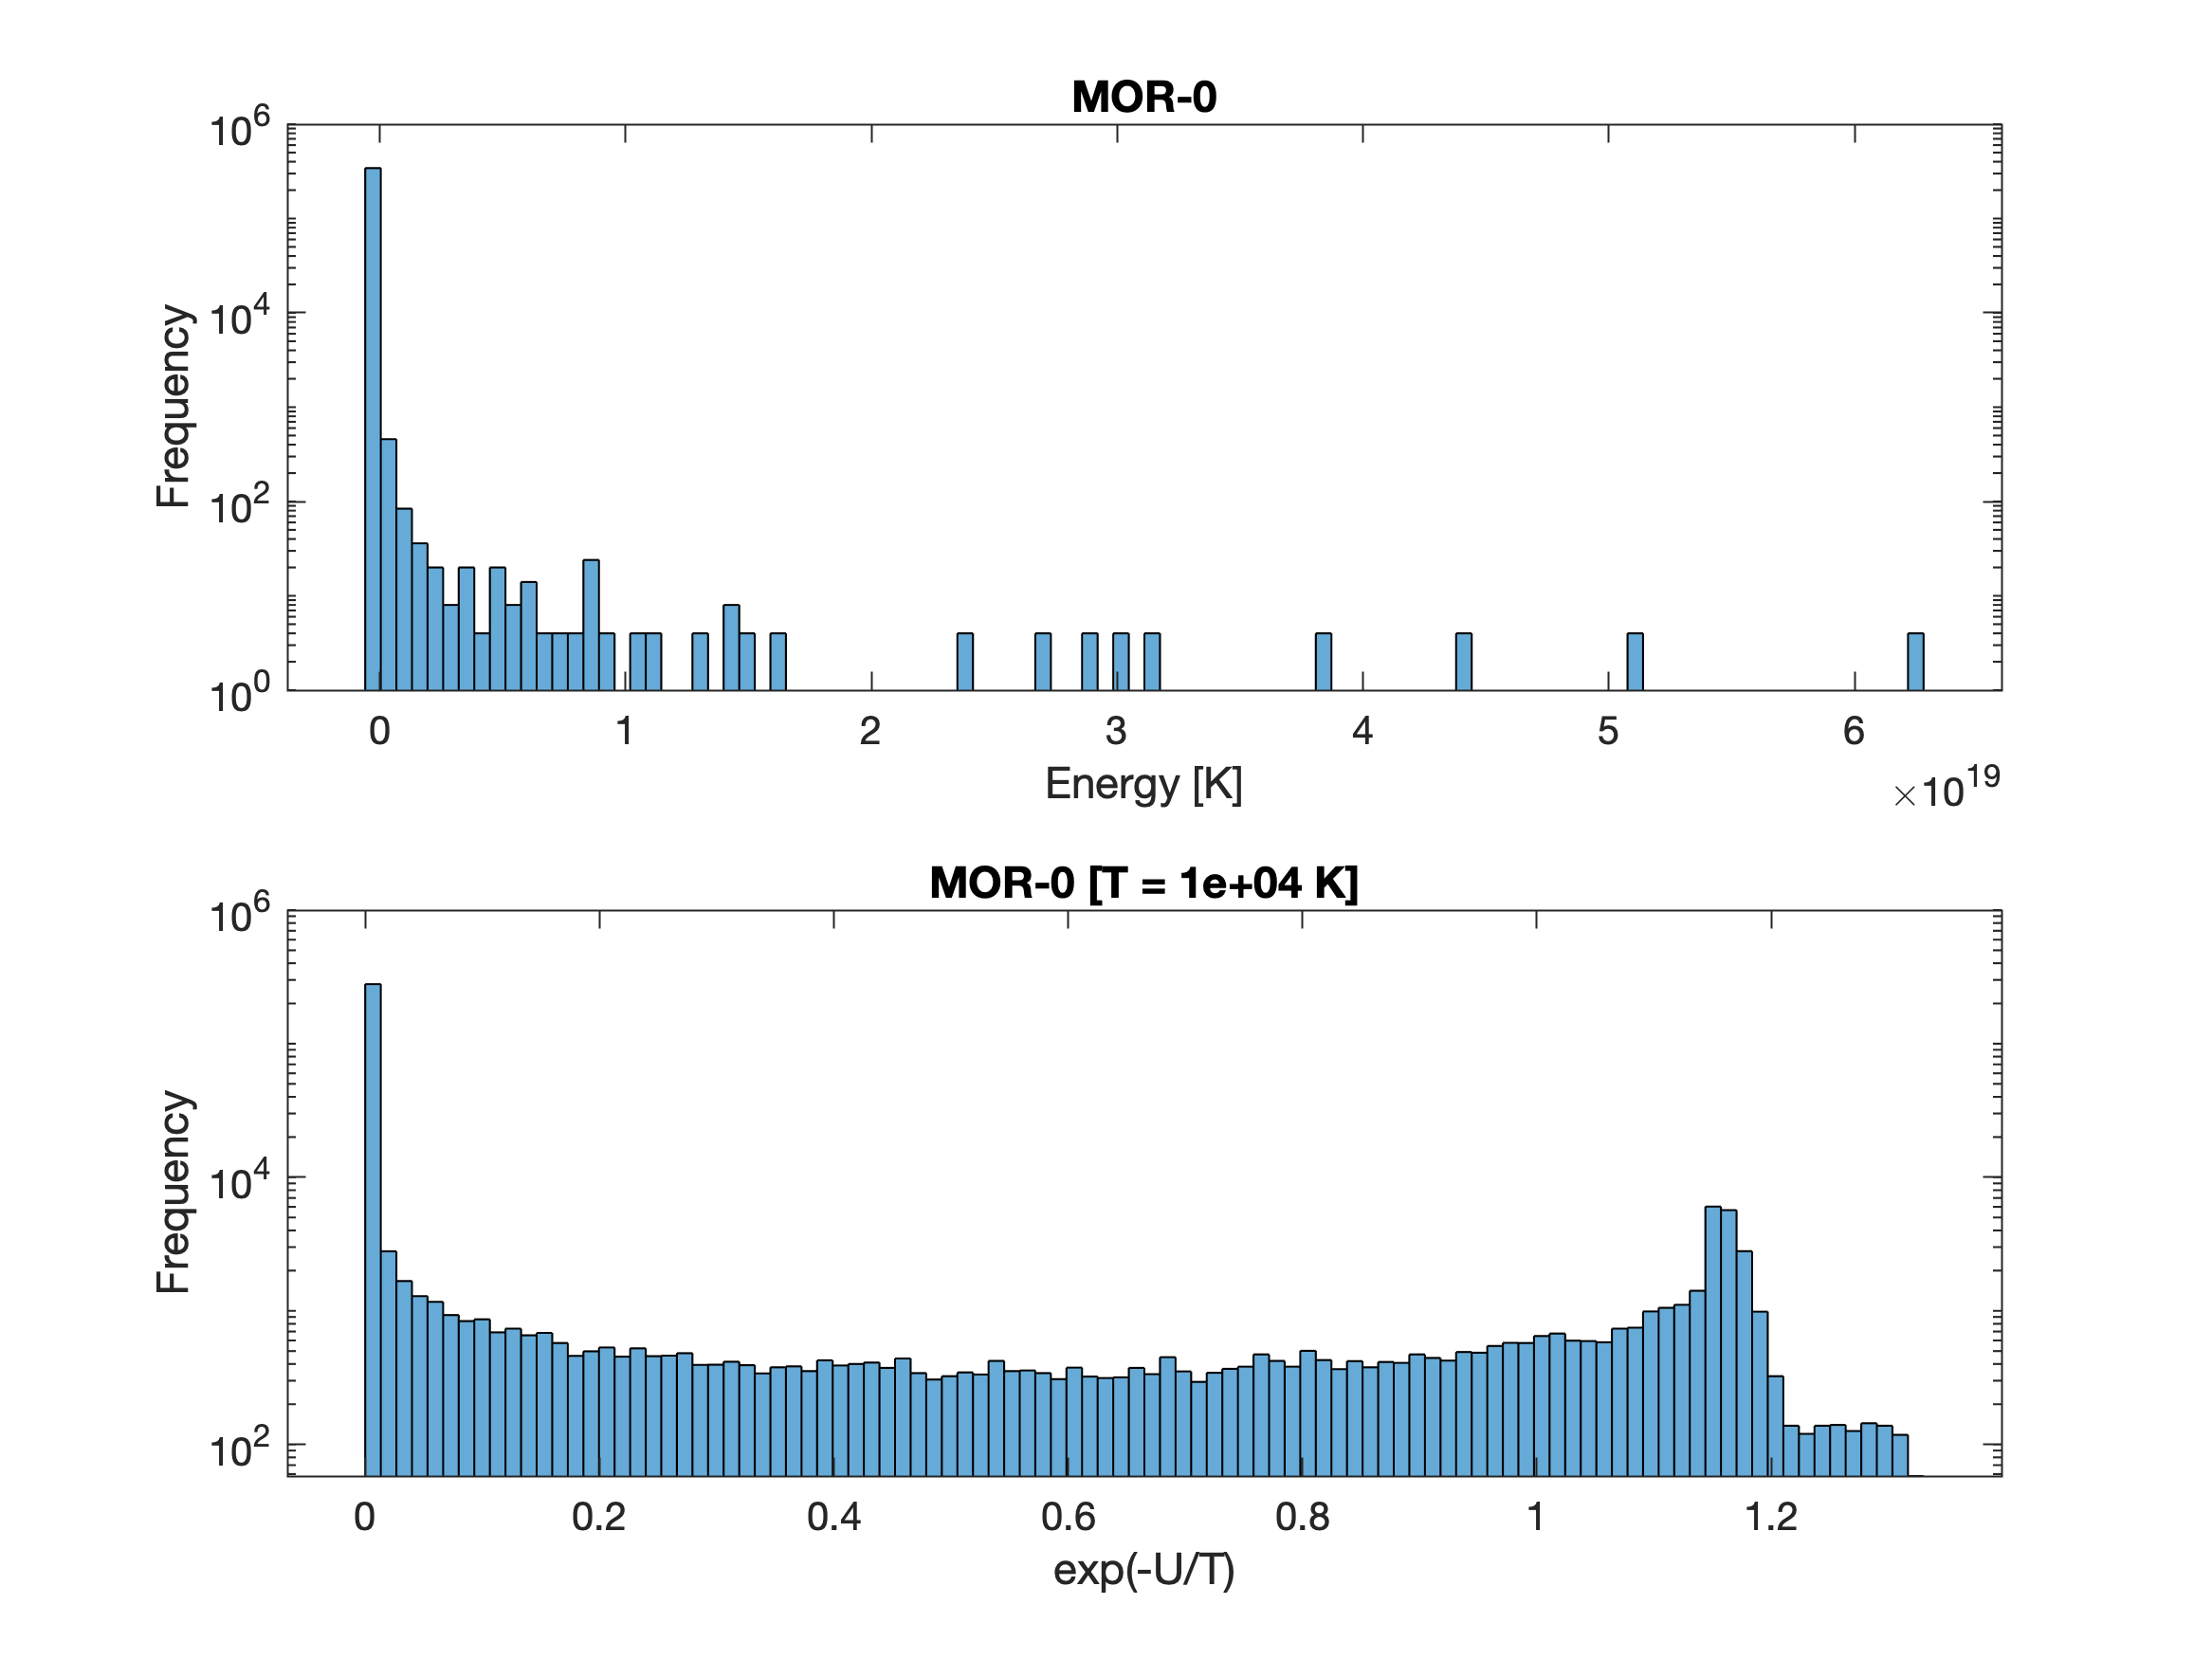 MOR-0
10^6
10^4
10^2
10^0
Frequency
0 1 2 3 4 5 6
×10^19
Energy [K]
MOR-0 [T = 1e+04 K]
10^6
10^4
10^2
Frequency
0 0.2 0.4 0.6 0.8 1 1.2
exp(-U/T)